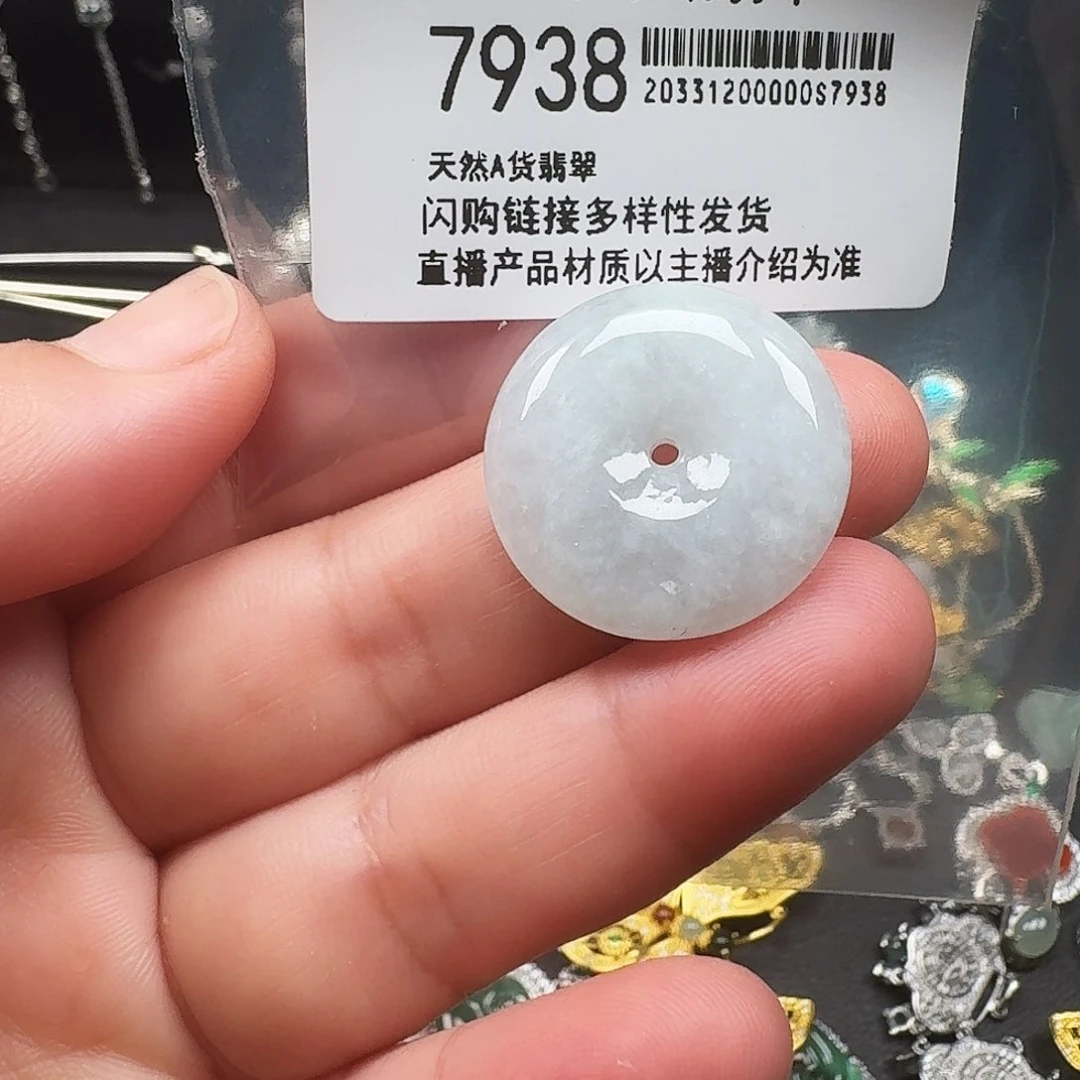 7938
20331200000S7938
天然A货翡翠
闪购链接多样性发货
直播产品材质以主播介绍为准